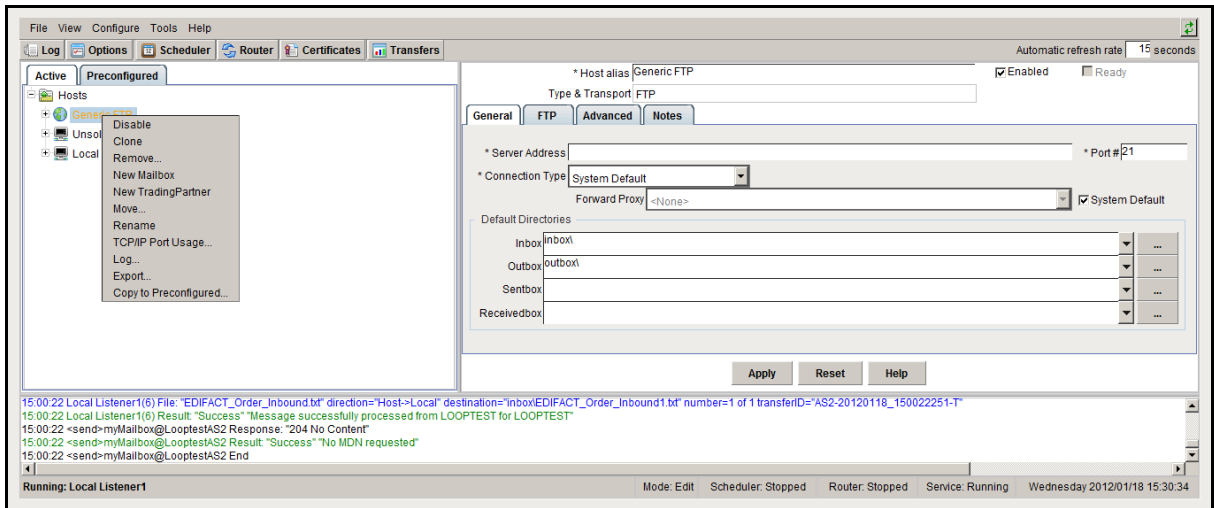 File View Configure Tools Help
Log Options Scheduler Router Certificates Transfers Automatic refresh rate 15 seconds
Active Preconfigured
Hosts
Generic FTP
Unsol
Local
Disable
Clone
Remove...
New Mailbox
New TradingPartner
Move...
Rename
TCP/IP Port Usage...
Log...
Export...
Copy to Preconfigured...
* Host alias Generic FTP Enabled Ready
Type & Transport FTP
General FTP Advanced Notes
* Server Address * Port # 21
* Connection Type System Default
Forward Proxy <None> System Default
Default Directories
Inbox inbox\ ...
Outbox outbox\ ...
Sentbox ...
Receivedbox ...
Apply Reset Help
15:00:22 Local Listener1(6) File: "EDIFACT_Order_Inbound.txt" direction="Host->Local" destination="inbox\EDIFACT_Order_Inbound1.txt" number=1 of 1 transferID="AS2-20120118_150022251-T"
15:00:22 Local Listener1(6) Result: "Success" "Message successfully processed from LOOPTEST for LOOPTEST"
15:00:22 <send>myMailbox@LooptestAS2 Response: "204 No Content"
15:00:22 <send>myMailbox@LooptestAS2 Result: "Success" "No MDN requested"
15:00:22 <send>myMailbox@LooptestAS2 End
Running: Local Listener1 Mode: Edit Scheduler: Stopped Router: Stopped Service: Running Wednesday 2012/01/18 15:30:34